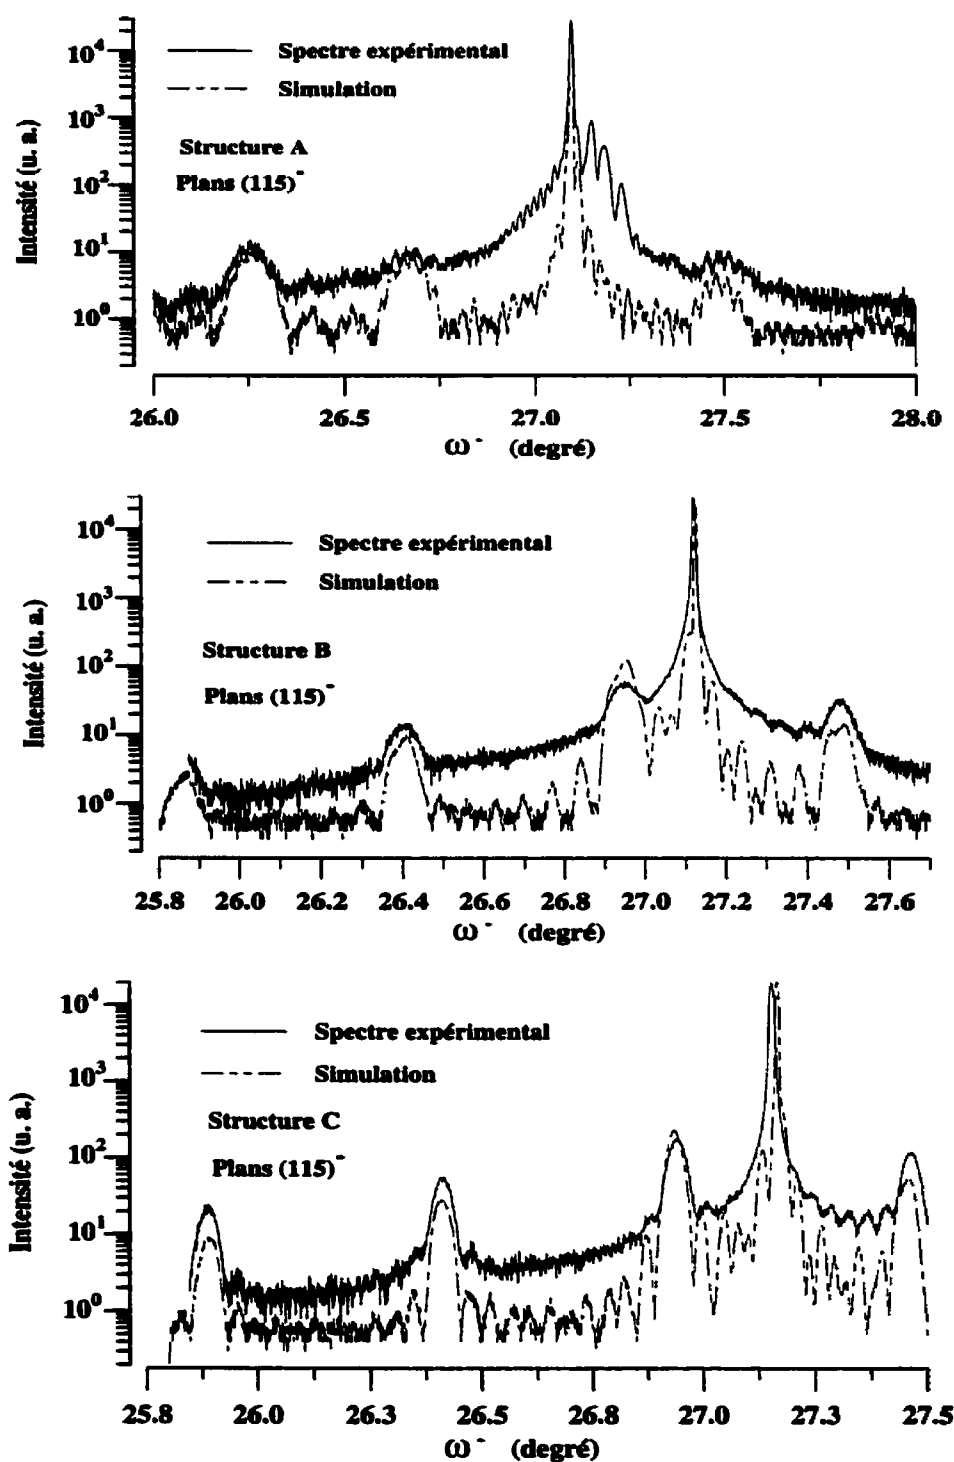 10⁴
Spectre expérimental
Simulation
10³
Structure A
10²
Plans (115)⁻
10¹
10⁰
Intensité (u. a.)
26.0 26.5 27.0 27.5 28.0
ω⁻ (degré)
10⁴
Spectre expérimental
Simulation
10³
Structure B
10²
Plans (115)⁻
10¹
10⁰
Intensité (u. a.)
25.8 26.0 26.2 26.4 26.6 26.8 27.0 27.2 27.4 27.6
ω⁻ (degré)
10⁴
Spectre expérimental
Simulation
10³
Structure C
10²
Plans (115)⁻
10¹
10⁰
Intensité (u. a.)
25.8 26.0 26.3 26.5 26.8 27.0 27.3 27.5
ω⁻ (degré)